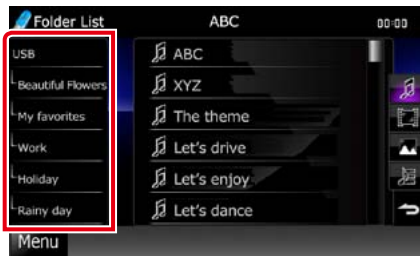 Folder List ABC 00:00
USB
Beautiful Flowers
My favorites
Work
Holiday
Rainy day
ABC
XYZ
The theme
Let's drive
Let's enjoy
Let's dance
Menu